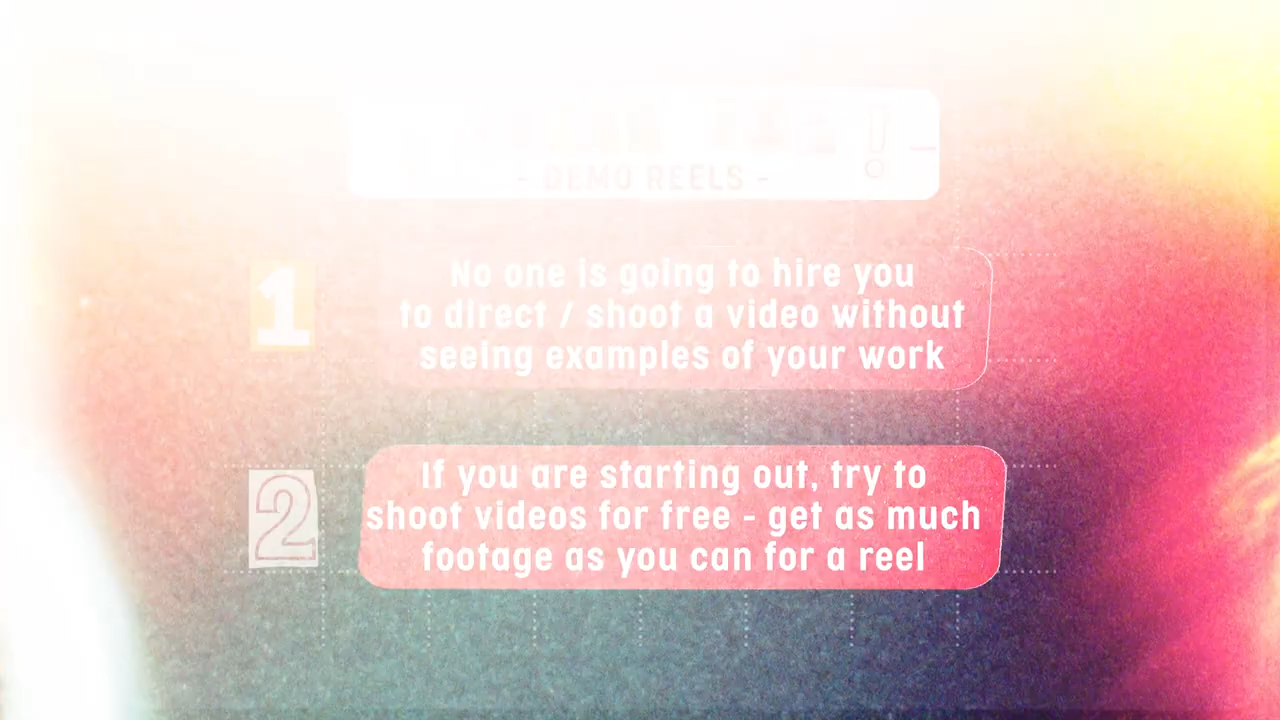 - DEMO REELS -
1
No one is going to hire you
to direct / shoot a video without
seeing examples of your work
2
If you are starting out, try to
shoot videos for free - get as much
footage as you can for a reel